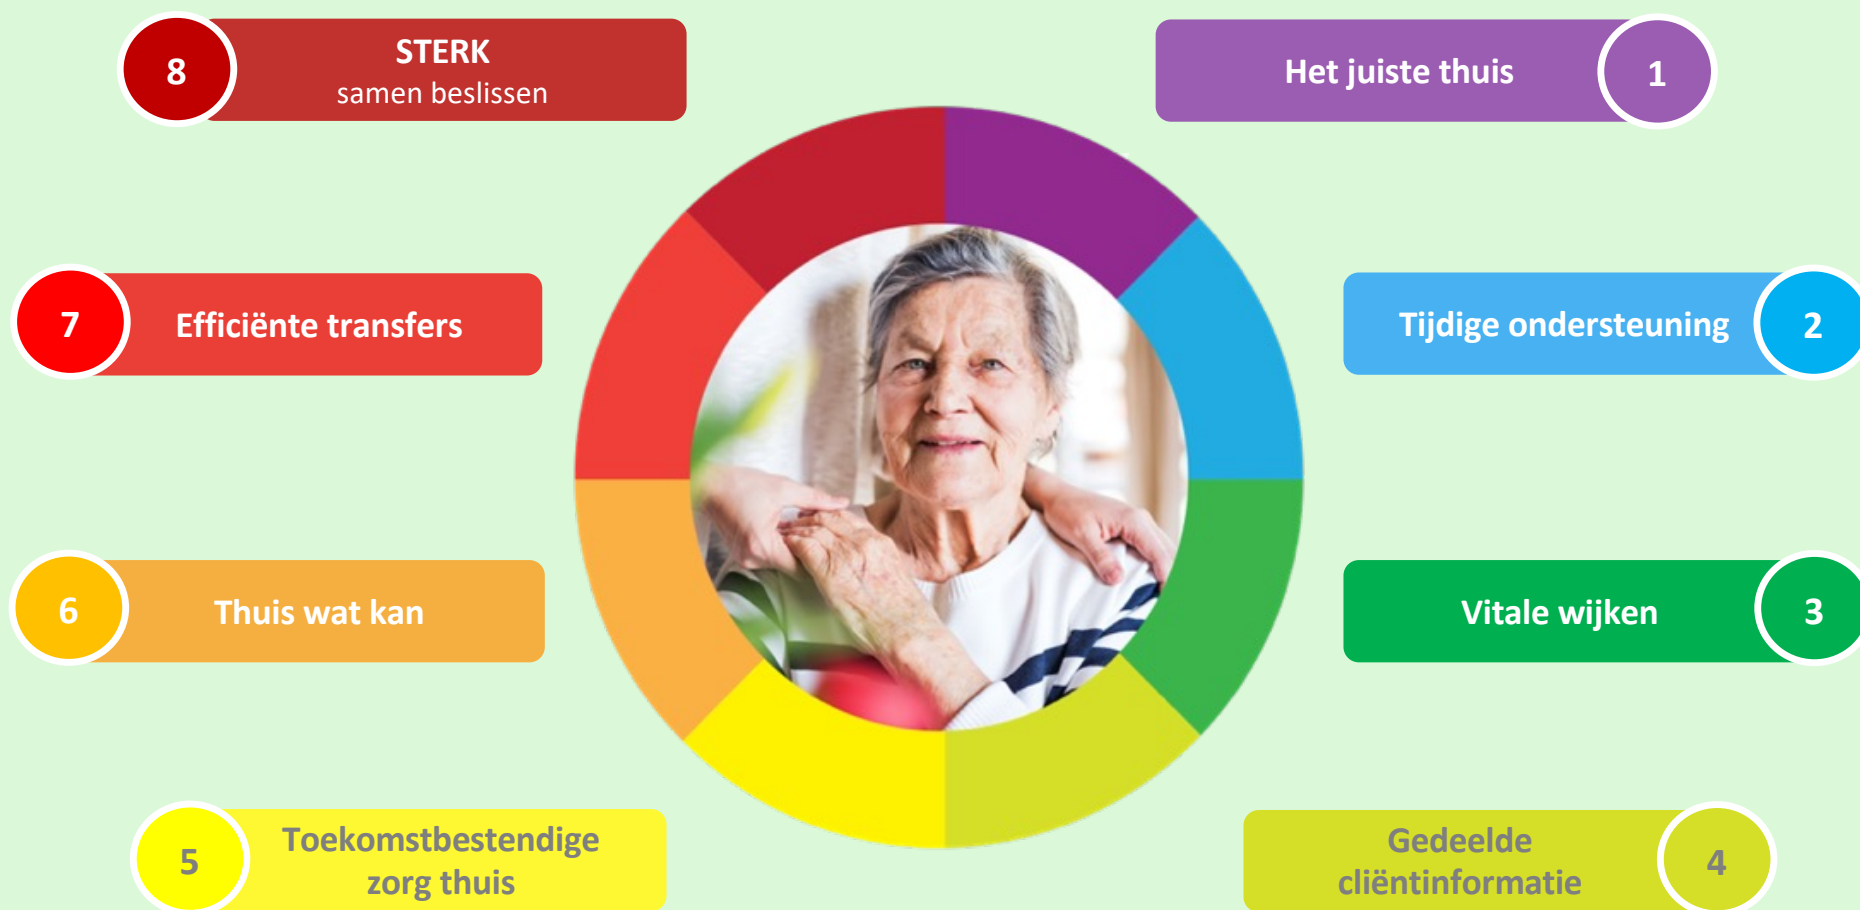 1
Het juiste thuis
2
Tijdige ondersteuning
3
Vitale wijken
4
Gedeelde
cliëntinformatie
5
Toekomstbestendige
zorg thuis
6
Thuis wat kan
7
Efficiënte transfers
8
STERK
samen beslissen